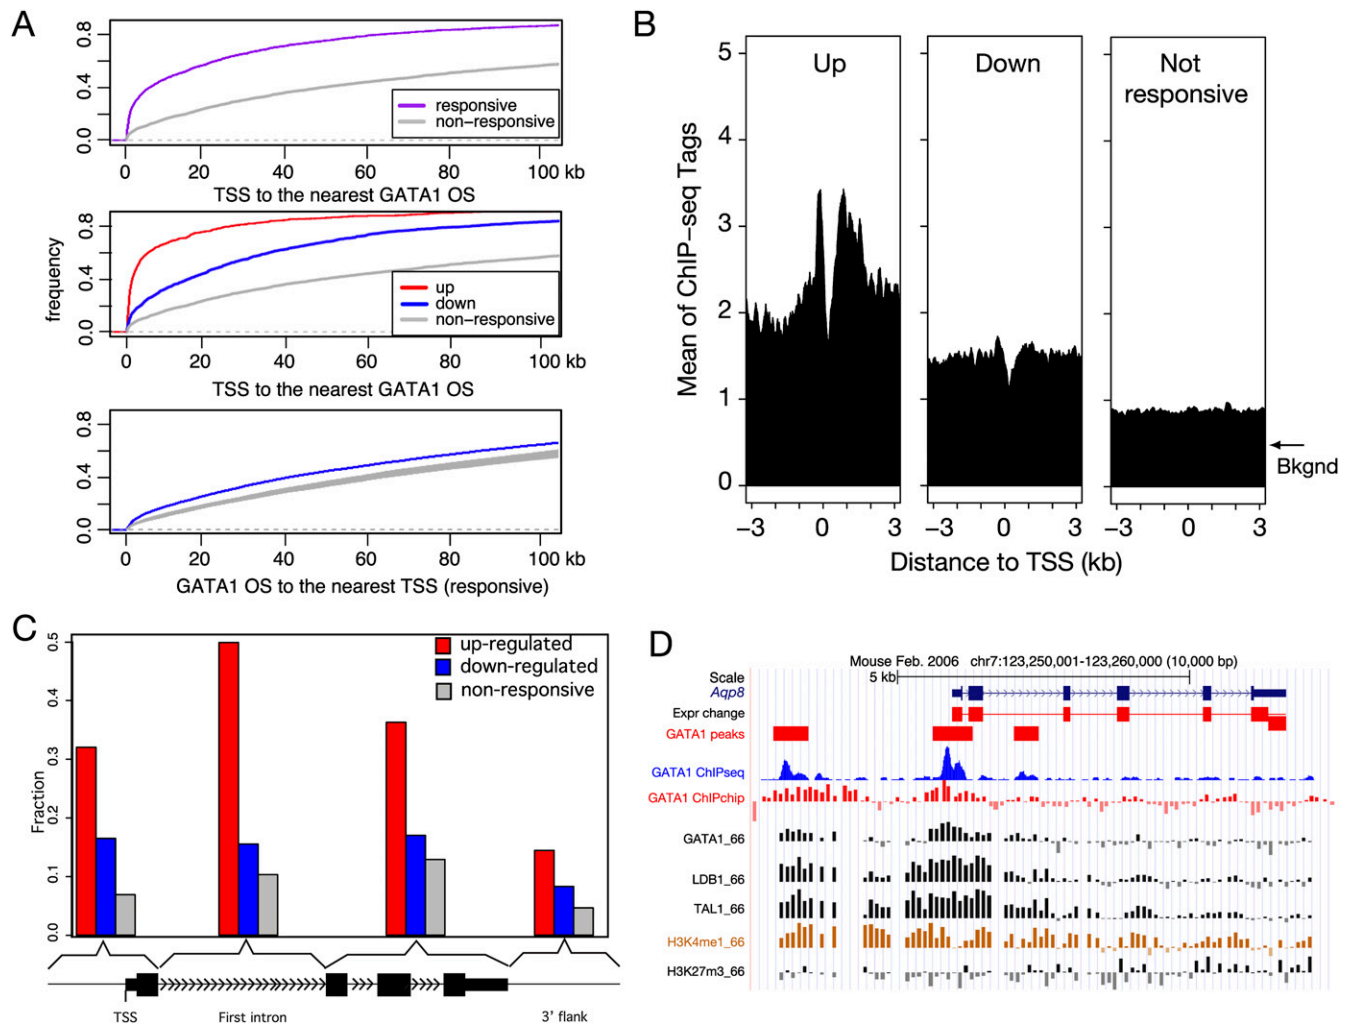 A
0.8
0.4
0.0
responsive
non−responsive
0 20 40 60 80 100 kb
TSS to the nearest GATA1 OS
frequency
0.8
0.4
0.0
up
down
non−responsive
0 20 40 60 80 100 kb
TSS to the nearest GATA1 OS
0.8
0.4
0.0
0 20 40 60 80 100 kb
GATA1 OS to the nearest TSS (responsive)
B
Mean of ChIP−seq Tags
5
4
3
2
1
0
Up
Down
Not
responsive
Bkgnd
−3 0 3
−3 0 3
−3 0 3
Distance to TSS (kb)
C
Fraction
0.5
0.4
0.3
0.2
0.1
0.0
up-regulated
down-regulated
non-responsive
TSS
First intron
3' flank
D
Mouse Feb. 2006 chr7:123,250,001-123,260,000 (10,000 bp)
Scale
5 kb
Aqp8
Expr change
GATA1 peaks
GATA1 ChIPseq
GATA1 ChIPchip
GATA1_66
LDB1_66
TAL1_66
H3K4me1_66
H3K27m3_66